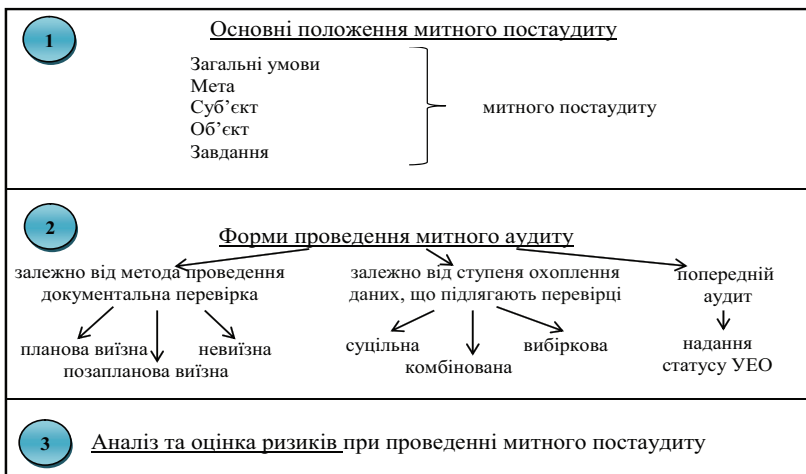 1
Основні положення митного постаудиту
Загальні умови
Мета
Суб’єкт
Об’єкт
Завдання
митного постаудиту
2
Форми проведення митного аудиту
залежно від метода проведення
документальна перевірка
планова виїзна
позапланова виїзна
невиїзна
залежно від ступеня охоплення
даних, що підлягають перевірці
суцільна
комбінована
вибіркова
попередній
аудит
надання
статусу УЕО
3
Аналіз та оцінка ризиків при проведенні митного постаудиту